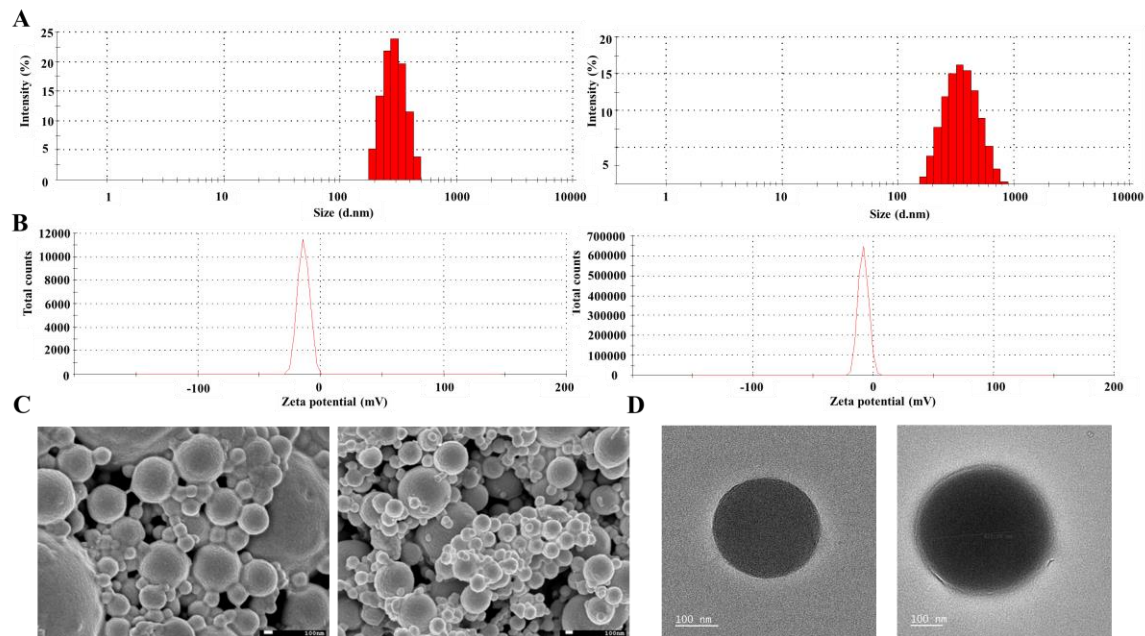 A
25
20
15
10
5
0
Intensity (%)
1 10 100 1000 10000
Size (d.nm)
20
15
10
5
Intensity (%)
1 10 100 1000 10000
Size (d.nm)
B
12000
10000
8000
6000
4000
2000
0
Total counts
-100 0 100 200
Zeta potential (mV)
700000
600000
500000
400000
300000
200000
100000
0
Total counts
-100 0 100 200
Zeta potential (mV)
C
100nm
100nm
D
100 nm
100 nm